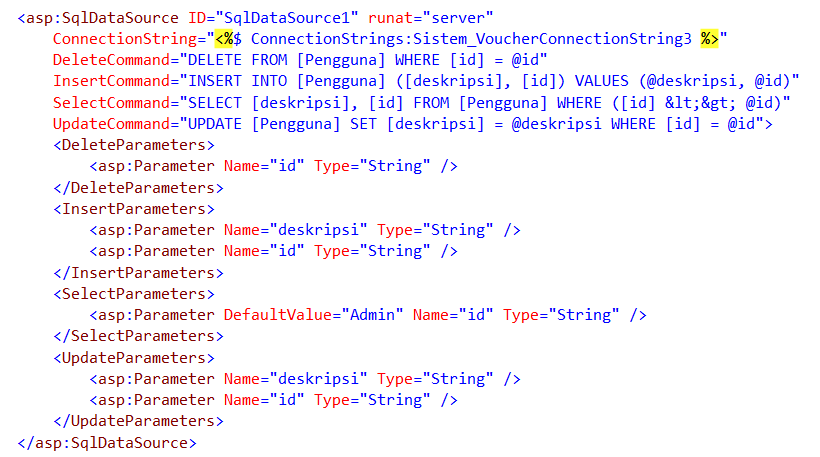 <asp:SqlDataSource ID="SqlDataSource1" runat="server"
ConnectionString="<%$ ConnectionStrings:Sistem_VoucherConnectionString3 %>"
DeleteCommand="DELETE FROM [Pengguna] WHERE [id] = @id"
InsertCommand="INSERT INTO [Pengguna] ([deskripsi], [id]) VALUES (@deskripsi, @id)"
SelectCommand="SELECT [deskripsi], [id] FROM [Pengguna] WHERE ([id] &lt;&gt; @id)"
UpdateCommand="UPDATE [Pengguna] SET [deskripsi] = @deskripsi WHERE [id] = @id">
<DeleteParameters>
<asp:Parameter Name="id" Type="String" />
</DeleteParameters>
<InsertParameters>
<asp:Parameter Name="deskripsi" Type="String" />
<asp:Parameter Name="id" Type="String" />
</InsertParameters>
<SelectParameters>
<asp:Parameter DefaultValue="Admin" Name="id" Type="String" />
</SelectParameters>
<UpdateParameters>
<asp:Parameter Name="deskripsi" Type="String" />
<asp:Parameter Name="id" Type="String" />
</UpdateParameters>
</asp:SqlDataSource>